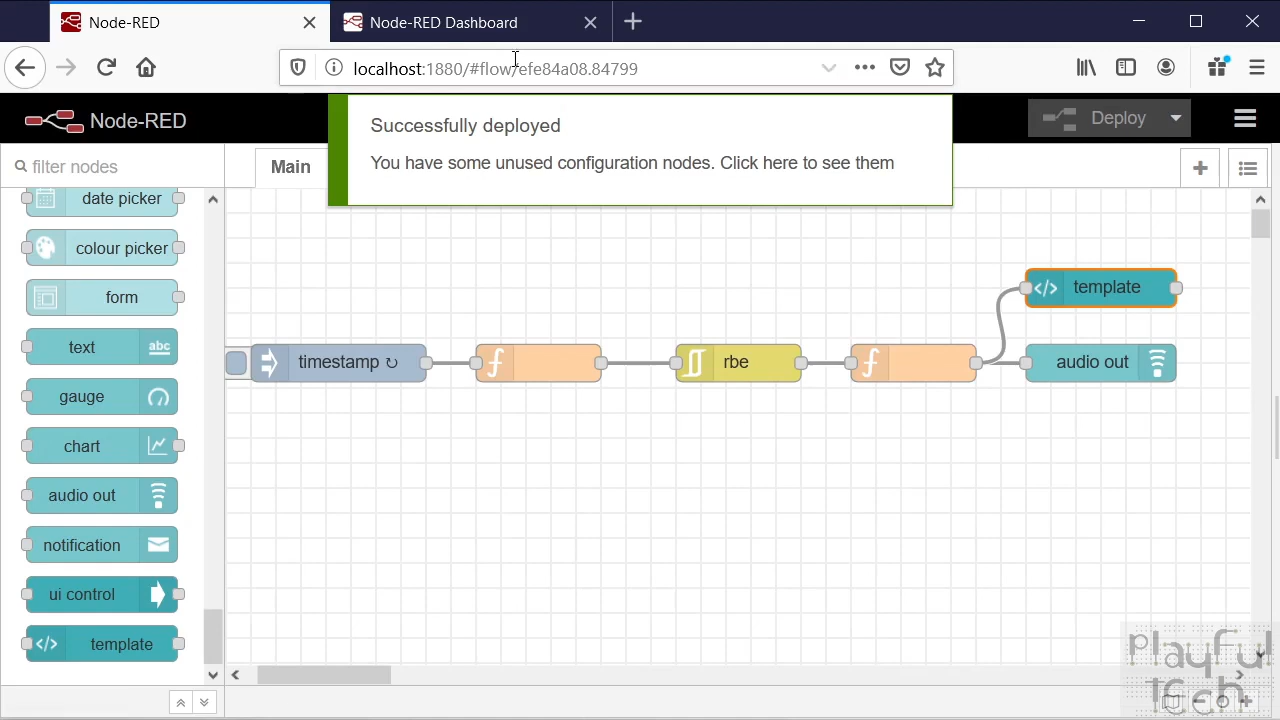 Node-RED
Node-RED Dashboard
localhost:1880/#flow/efe84a08.84799
Node-RED
Successfully deployed
You have some unused configuration nodes. Click here to see them
Deploy
filter nodes
Main
date picker
colour picker
form
text
abc
gauge
chart
audio out
notification
ui control
template
template
timestamp ↻
rbe
audio out
playful
tech